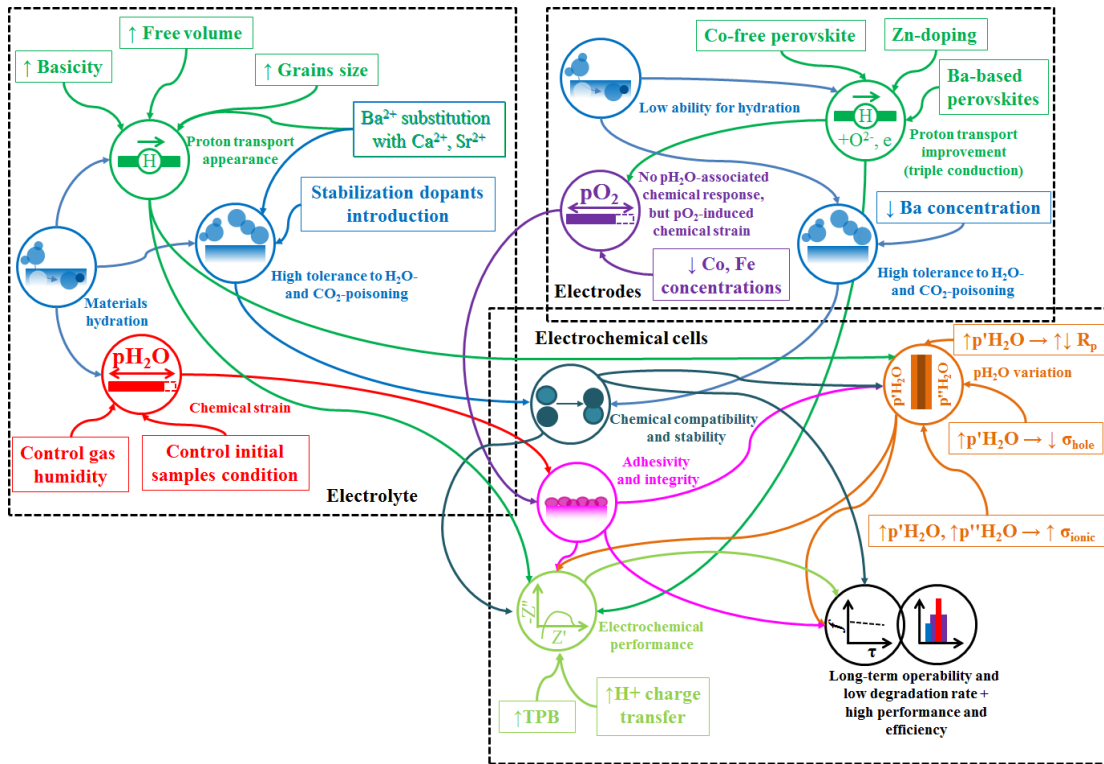 ↑ Free volume
↑ Basicity
↑ Grains size
H
Proton transport
appearance
Ba²⁺ substitution
with Ca²⁺, Sr²⁺
Stabilization dopants
introduction
High tolerance to H₂O-
and CO₂-poisoning
Materials
hydration
pH₂O
Chemical strain
Control gas
humidity
Control initial
samples condition
Electrolyte
Co-free perovskite
Zn-doping
Ba-based
perovskites
Low ability for hydration
H
+O²⁻, e
Proton transport
improvement
(triple conduction)
pO₂
No pH₂O-associated
chemical response,
but pO₂-induced
chemical strain
↓ Ba concentration
↓ Co, Fe
concentrations
High tolerance to H₂O-
and CO₂-poisoning
Electrodes
Electrochemical cells
Chemical compatibility
and stability
Adhesivity
and integrity
p'H₂O
p''H₂O
↑p'H₂O → ↑↓ Rₚ
pH₂O variation
↑p'H₂O → ↓ σhole
↑p'H₂O, ↑p''H₂O → ↑ σionic
-Z''
Z'
Electrochemical
performance
↑TPB
↑H+ charge
transfer
f
τ
Long-term operability and
low degradation rate +
high performance and
efficiency